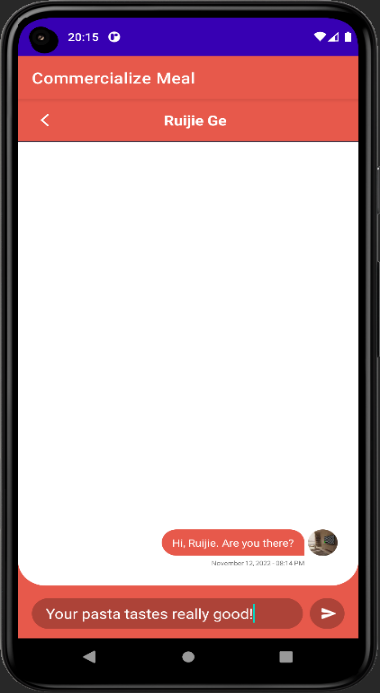 20:15
Commercialize Meal
Ruijie Ge
Hi, Ruijie. Are you there?
November 12, 2022 - 08:14 PM
Your pasta tastes really good!